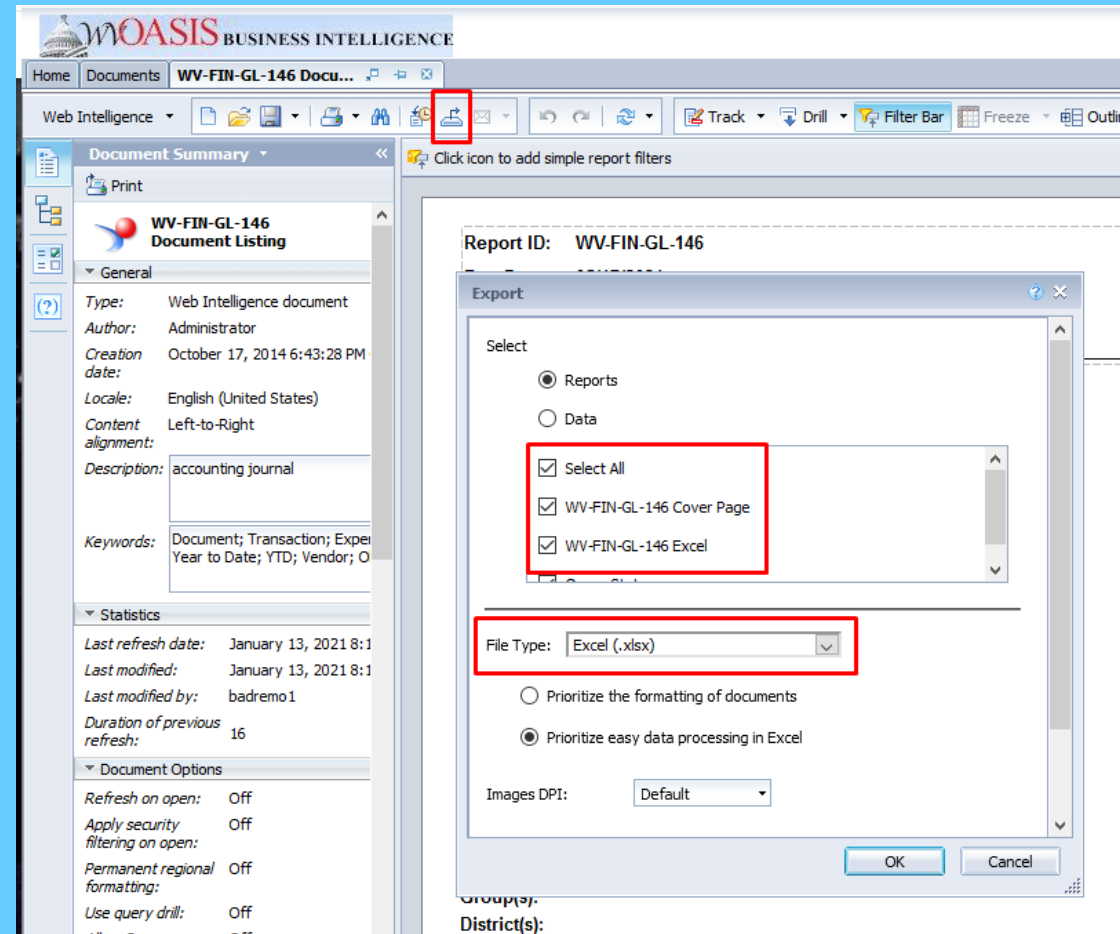 WVOASIS BUSINESS INTELLIGENCE
Home Documents WV-FIN-GL-146 Docu...
Web Intelligence Track Drill Filter Bar Freeze
Document Summary
Click icon to add simple report filters
Print
WV-FIN-GL-146
Document Listing
General
Type: Web Intelligence document
Author: Administrator
Creation date: October 17, 2014 6:43:28 PM
Locale: English (United States)
Content alignment: Left-to-Right
Description: accounting journal
Keywords: Document; Transaction;
Year to Date; YTD; Vendor;
Statistics
Last refresh date: January 13, 2021 8:1
Last modified: January 13, 2021 8:1
Last modified by: badremo1
Duration of previous refresh: 16
Document Options
Refresh on open: Off
Apply security filtering on open: Off
Permanent regional formatting: Off
Use query drill: Off
Report ID: WV-FIN-GL-146
Export
Select
Reports
Data
Select All
WV-FIN-GL-146 Cover Page
WV-FIN-GL-146 Excel
File Type: Excel (.xlsx)
Prioritize the formatting of documents
Prioritize easy data processing in Excel
Images DPI: Default
OK Cancel
Group(s):
District(s):